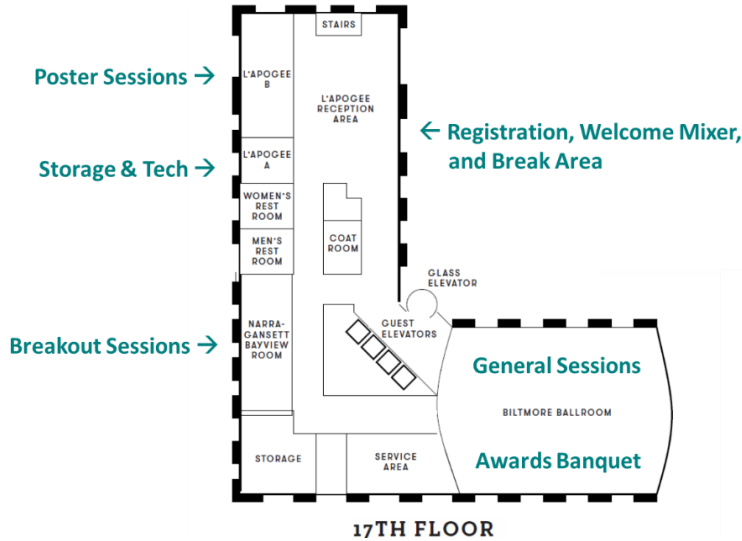 STAIRS
Poster Sessions →
L'APOGEE
B
L'APOGEE
RECEPTION
AREA
← Registration, Welcome Mixer,
and Break Area
Storage & Tech →
L'APOGEE
A
WOMEN'S
REST
ROOM
MEN'S
REST
ROOM
COAT
ROOM
GLASS
ELEVATOR
GUEST
ELEVATORS
Breakout Sessions →
NARRA-
GANSETT
BAYVIEW
ROOM
General Sessions
BILTMORE BALLROOM
Awards Banquet
STORAGE
SERVICE
AREA
17TH FLOOR